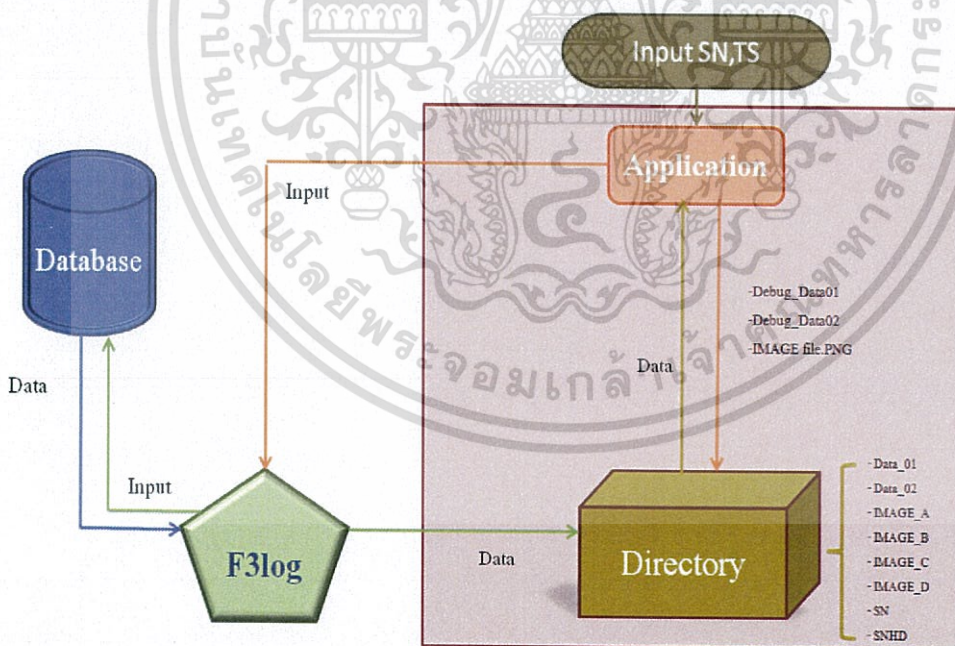 Input SN,TS
Application
Input
Database
-Debug_Data01
-Debug_Data02
-IMAGE file.PNG
Data
Data
Input
F3log
Data
Directory
-Data_01
-Data_02
-IMAGE_A
-IMAGE_B
-IMAGE_C
-IMAGE_D
-SN
-SNHD